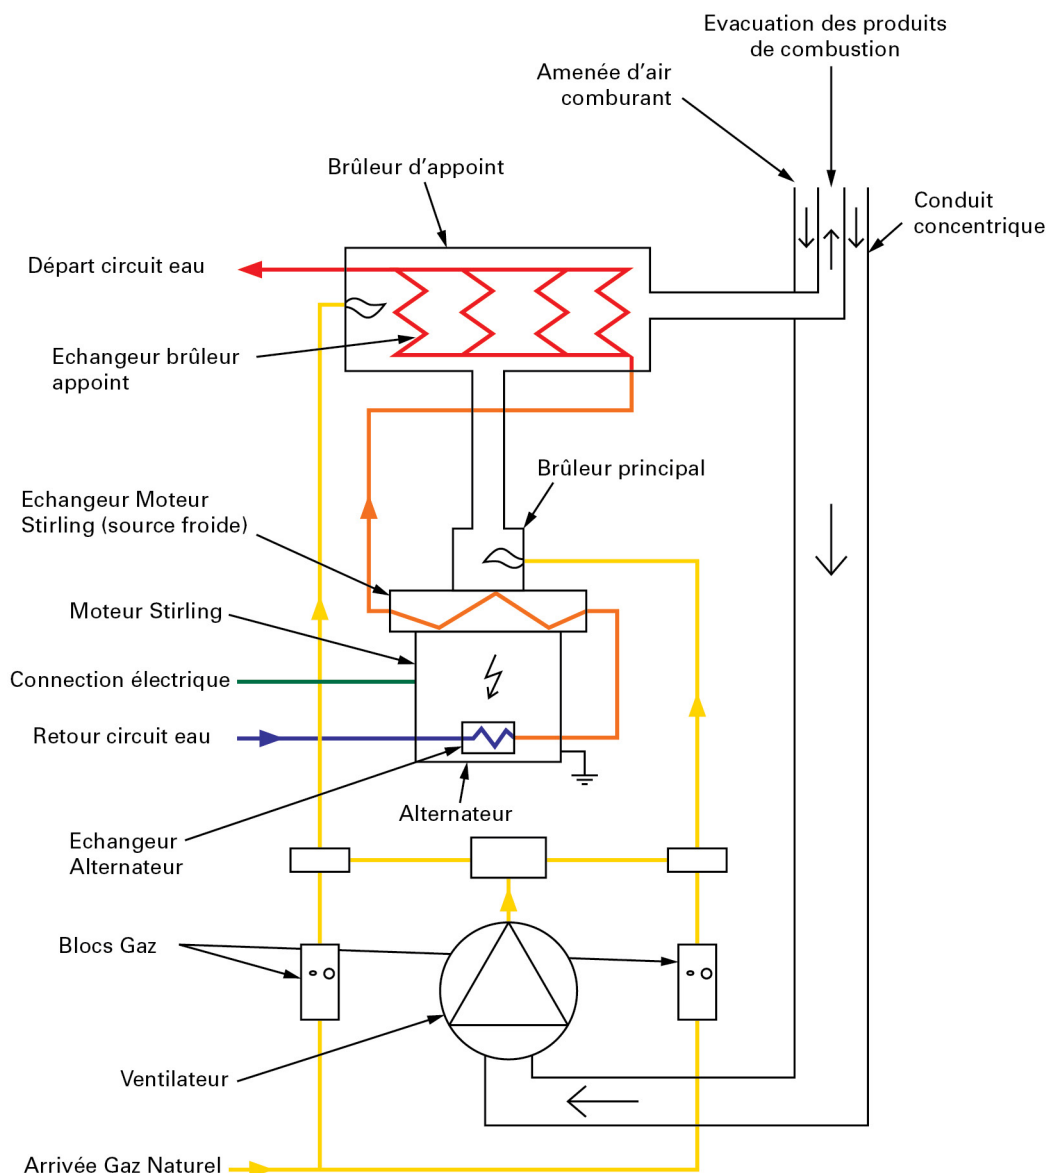 Evacuation des produits
de combustion
Amenée d'air
comburant
Brûleur d'appoint
Conduit
concentrique
Départ circuit eau
Echangeur brûleur
appoint
Brûleur principal
Echangeur Moteur
Stirling (source froide)
Moteur Stirling
Connection électrique
Retour circuit eau
Alternateur
Echangeur
Alternateur
Blocs Gaz
Ventilateur
Arrivée Gaz Naturel